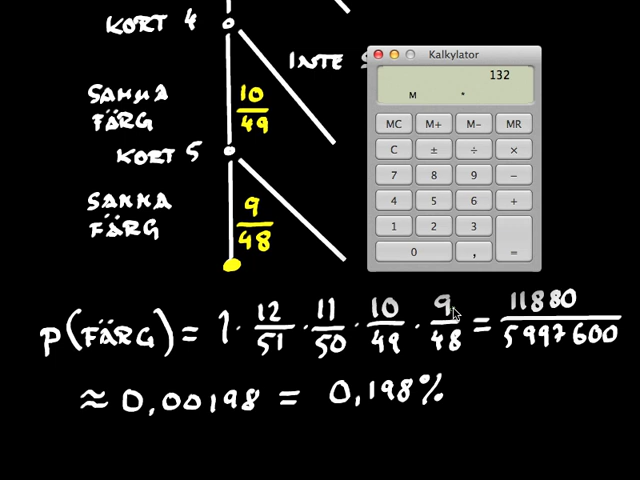 KORT 4
INTE S
SAMMA
FÄRG
10
49
KORT 5
SAMMA
FÄRG
9
48
Kalkylator
132
M *
MC M+ M- MR
C ± ÷ ×
7 8 9 −
4 5 6 +
1 2 3 =
0 ,
P(FÄRG) = 1 · 12/51 · 11/50 · 10/49 · 9/48 = 11880/5997600
≈ 0,00198 = 0,198%